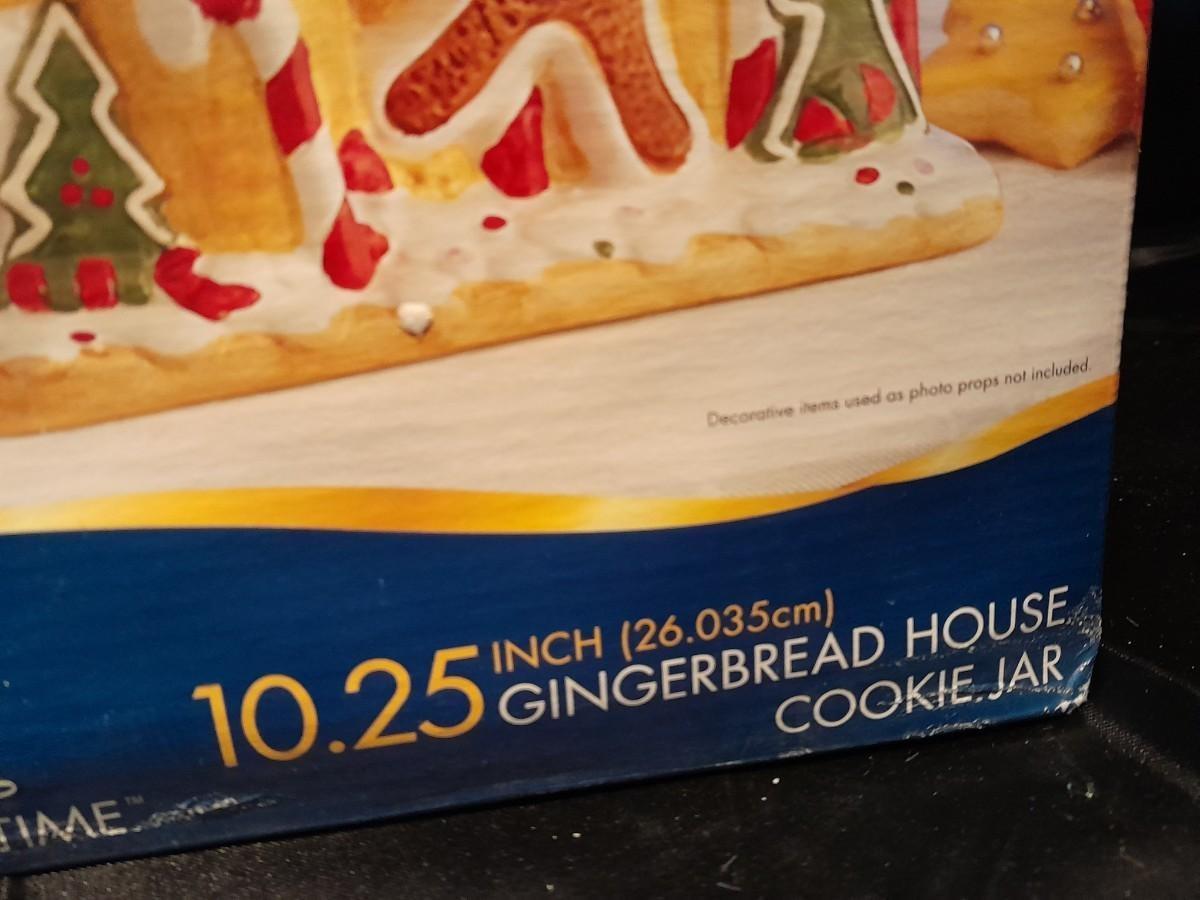 Decorative items used as photo props not included.
10.25 INCH (26.035cm)
GINGERBREAD HOUSE
COOKIE JAR
TIME™